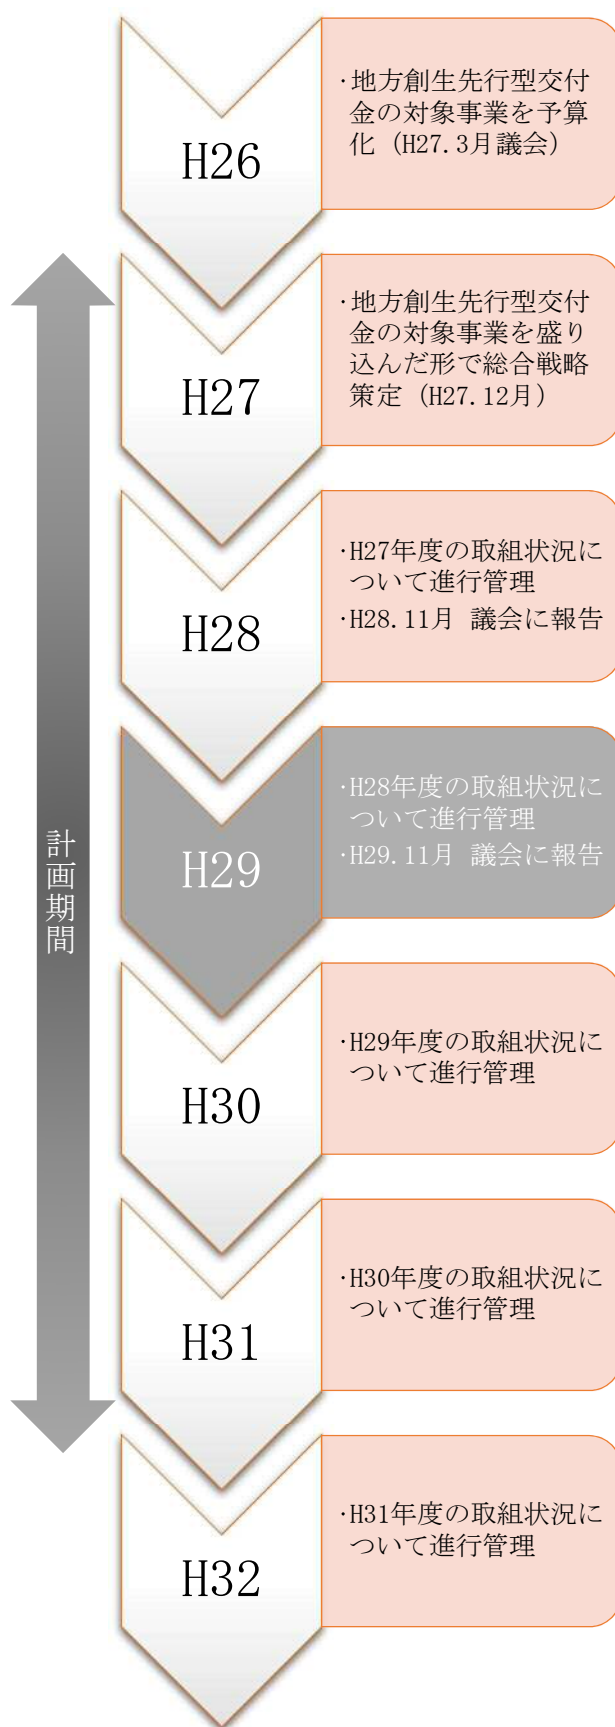 H26
・地方創生先行型交付
金の対象事業を予算
化（H27.3月議会）
H27
・地方創生先行型交付
金の対象事業を盛り
込んだ形で総合戦略
策定（H27.12月）
H28
・H27年度の取組状況に
ついて進行管理
・H28.11月 議会に報告
計画期間
H29
・H28年度の取組状況に
ついて進行管理
・H29.11月 議会に報告
H30
・H29年度の取組状況に
ついて進行管理
H31
・H30年度の取組状況に
ついて進行管理
H32
・H31年度の取組状況に
ついて進行管理